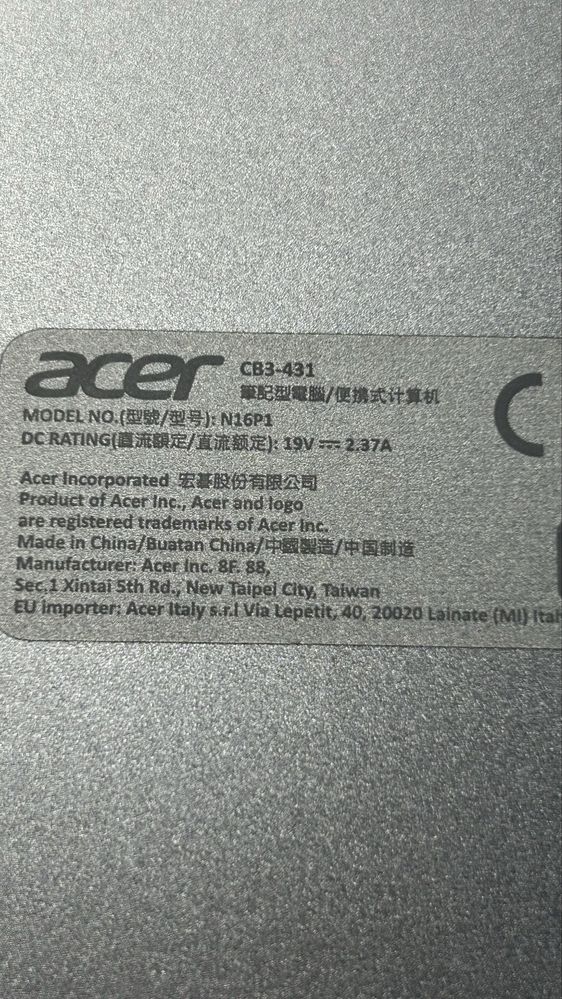 acer CB3-431
筆記型電腦/便携式计算机
MODEL NO.(型號/型号): N16P1
DC RATING(直流額定/直流额定): 19V ⎓ 2.37A
Acer Incorporated 宏碁股份有限公司
Product of Acer Inc., Acer and logo
are registered trademarks of Acer Inc.
Made in China/Buatan China/中國製造/中国制造
Manufacturer: Acer Inc. 8F. 88,
Sec.1 Xintai 5th Rd., New Taipei City, Taiwan
EU importer: Acer Italy s.r.l Via Lepetit, 40, 20020 Lainate (MI)